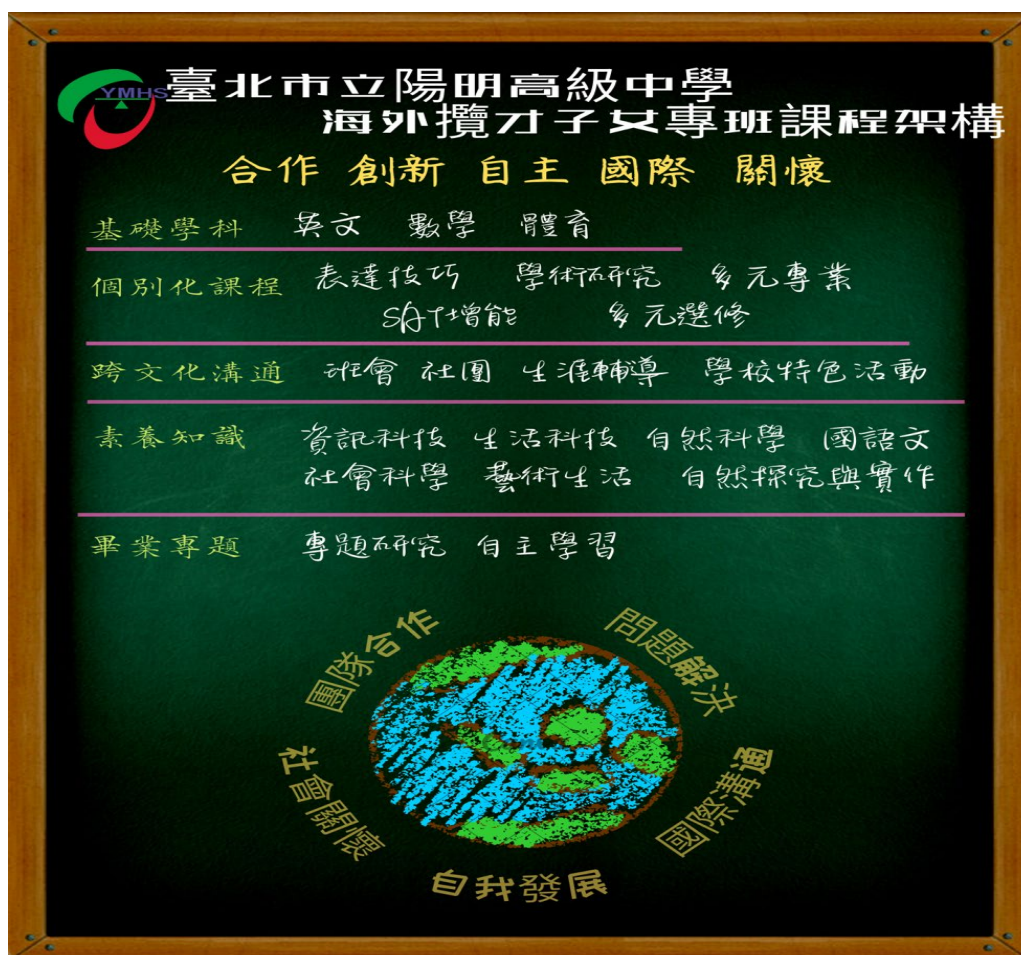 YMHS
臺北市立陽明高級中學
海外攬才子女專班課程架構
合作 創新 自主 國際 關懷
基礎學科 英文 數學 體育
個別化課程 表達技巧 學術研究 多元專業
SAT增能 多元選修
跨文化溝通 班會 社團 生涯輔導 學校特色活動
素養知識 資訊科技 生活科技 自然科學 國語文
社會科學 藝術生活 自然探究與實作
畢業專題 專題研究 自主學習
團隊合作
問題解決
社會關懷
國際溝通
自我發展